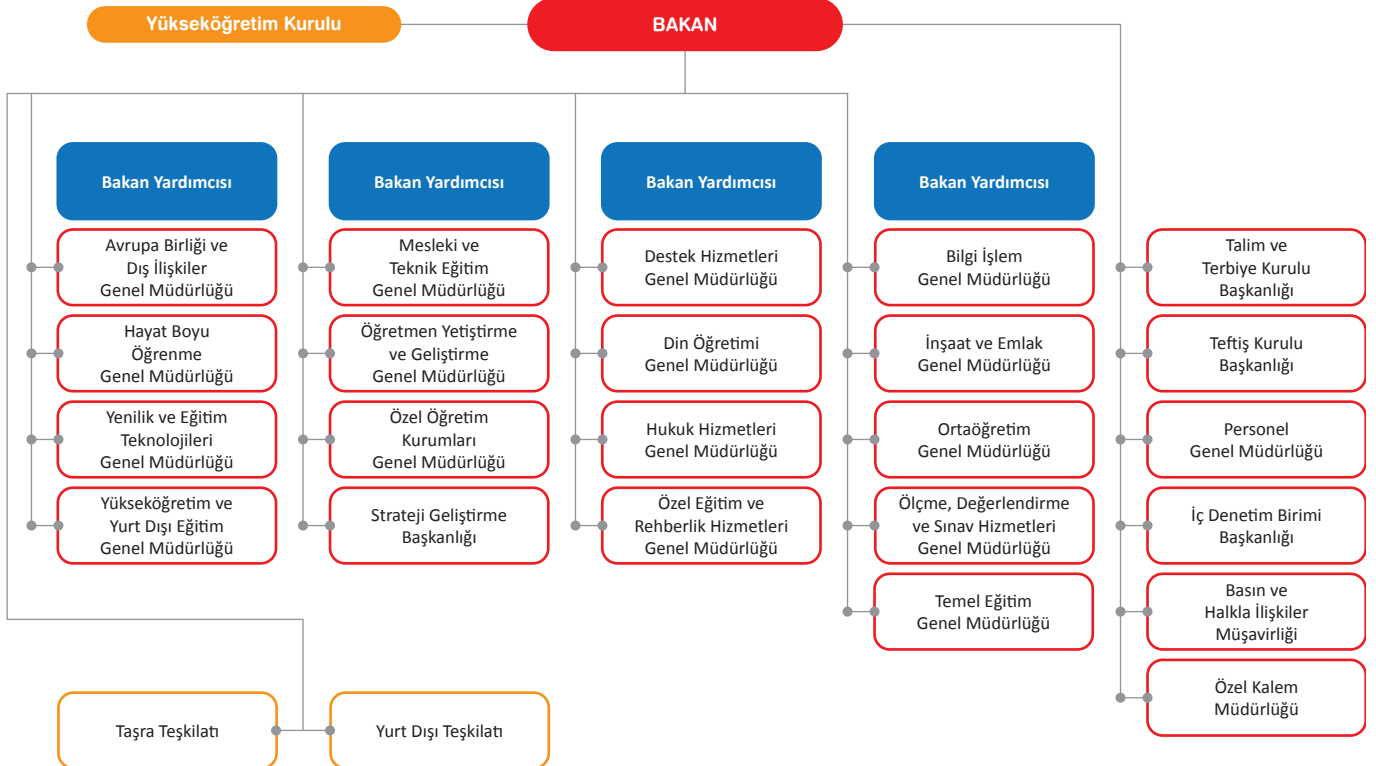 Yükseköğretim Kurulu
BAKAN
Bakan Yardımcısı
Avrupa Birliği ve
Dış İlişkiler
Genel Müdürlüğü
Hayat Boyu
Öğrenme
Genel Müdürlüğü
Yenilik ve Eğitim
Teknolojileri
Genel Müdürlüğü
Yükseköğretim ve
Yurt Dışı Eğitim
Genel Müdürlüğü
Bakan Yardımcısı
Mesleki ve
Teknik Eğitim
Genel Müdürlüğü
Öğretmen Yetiştirme
ve Geliştirme
Genel Müdürlüğü
Özel Öğretim
Kurumları
Genel Müdürlüğü
Strateji Geliştirme
Başkanlığı
Bakan Yardımcısı
Destek Hizmetleri
Genel Müdürlüğü
Din Öğretimi
Genel Müdürlüğü
Hukuk Hizmetleri
Genel Müdürlüğü
Özel Eğitim ve
Rehberlik Hizmetleri
Genel Müdürlüğü
Bakan Yardımcısı
Bilgi İşlem
Genel Müdürlüğü
İnşaat ve Emlak
Genel Müdürlüğü
Ortaöğretim
Genel Müdürlüğü
Ölçme, Değerlendirme
ve Sınav Hizmetleri
Genel Müdürlüğü
Temel Eğitim
Genel Müdürlüğü
Talim ve
Terbiye Kurulu
Başkanlığı
Teftiş Kurulu
Başkanlığı
Personel
Genel Müdürlüğü
İç Denetim Birimi
Başkanlığı
Basın ve
Halkla İlişkiler
Müşavirliği
Özel Kalem
Müdürlüğü
Taşra Teşkilatı
Yurt Dışı Teşkilatı